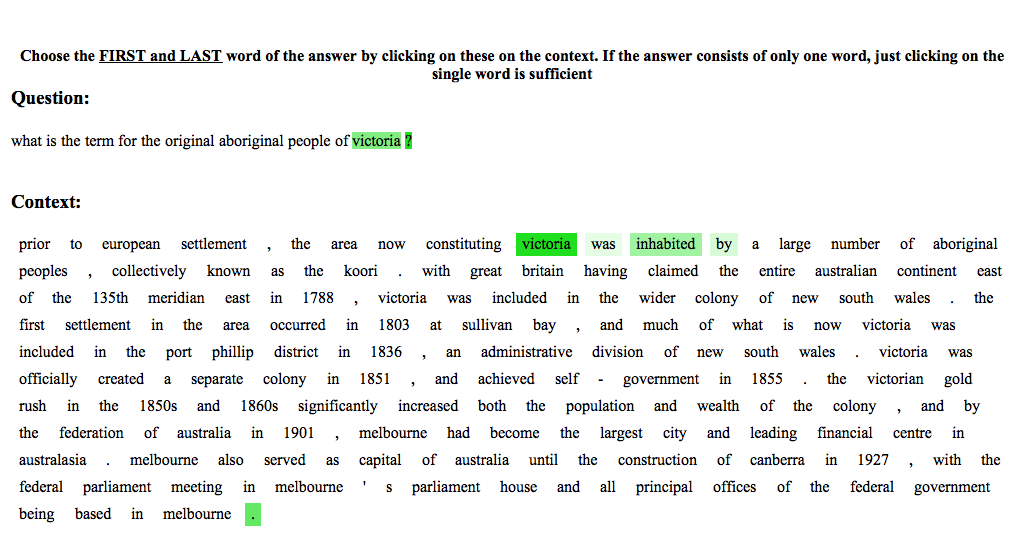 Choose the FIRST and LAST word of the answer by clicking on these on the context. If the answer consists of only one word, just clicking on the
single word is sufficient
Question:
what is the term for the original aboriginal people of victoria ?
Context:
prior to european settlement , the area now constituting victoria was inhabited by a large number of aboriginal
peoples , collectively known as the koori . with great britain having claimed the entire australian continent east
of the 135th meridian east in 1788 , victoria was included in the wider colony of new south wales . the
first settlement in the area occurred in 1803 at sullivan bay , and much of what is now victoria was
included in the port phillip district in 1836 , an administrative division of new south wales . victoria was
officially created a separate colony in 1851 , and achieved self - government in 1855 . the victorian gold
rush in the 1850s and 1860s significantly increased both the population and wealth of the colony , and by
the federation of australia in 1901 , melbourne had become the largest city and leading financial centre in
australasia . melbourne also served as capital of australia until the construction of canberra in 1927 , with the
federal parliament meeting in melbourne ' s parliament house and all principal offices of the federal government
being based in melbourne .